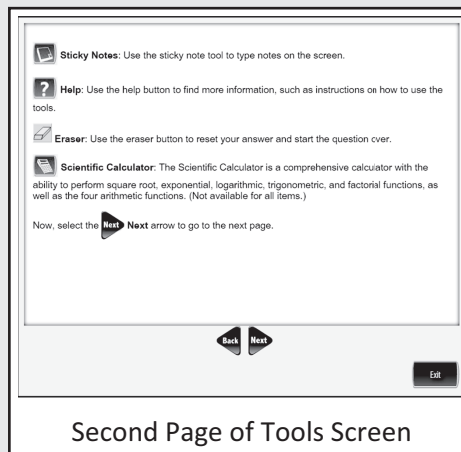 Sticky Notes: Use the sticky note tool to type notes on the screen.
? Help: Use the help button to find more information, such as instructions on how to use the
tools.
Eraser: Use the eraser button to reset your answer and start the question over.
Scientific Calculator: The Scientific Calculator is a comprehensive calculator with the
ability to perform square root, exponential, logarithmic, trigonometric, and factorial functions, as
well as the four arithmetic functions. (Not available for all items.)
Now, select the Next Next arrow to go to the next page.
Back Next
Exit
Second Page of Tools Screen